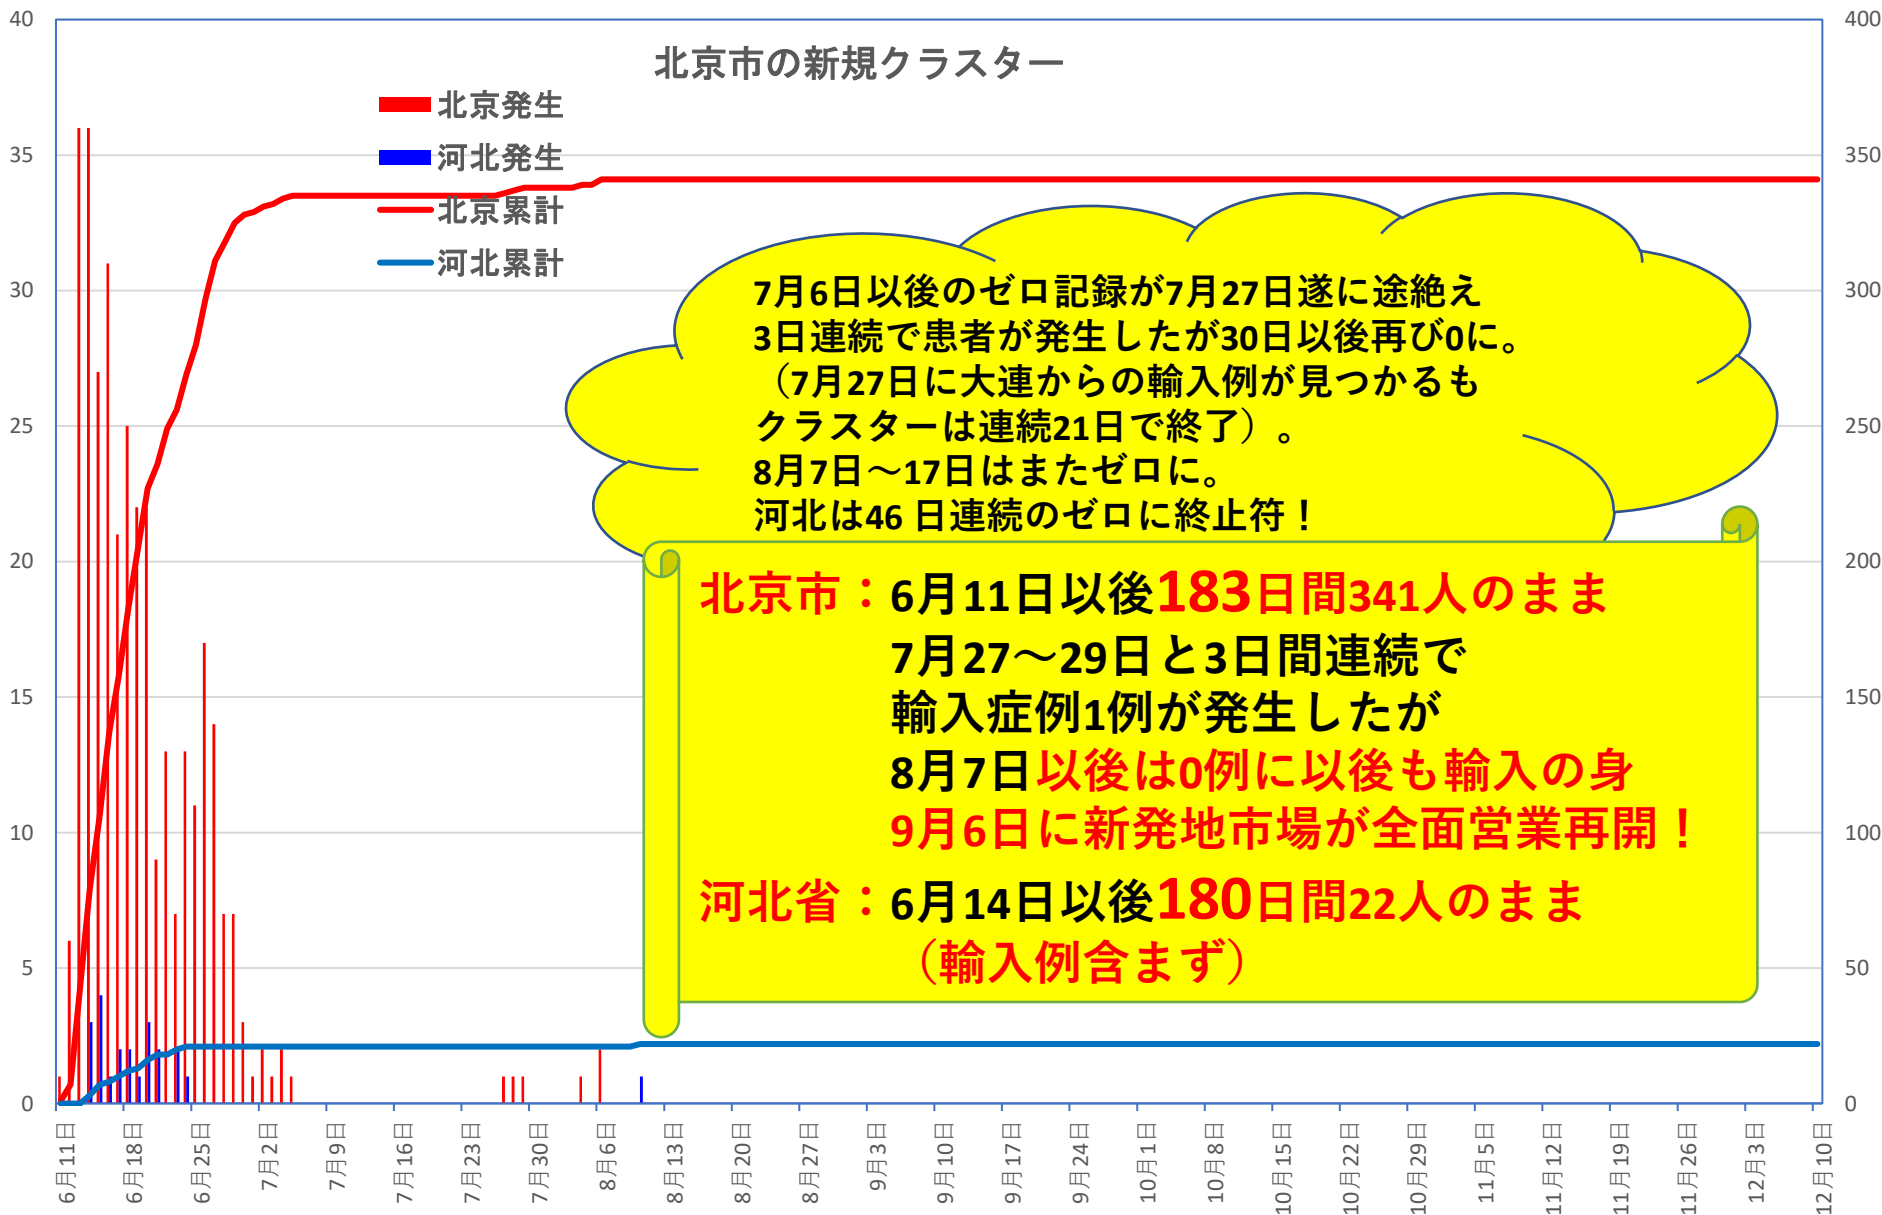 北京市の新規クラスター
北京発生
河北発生
北京累計
河北累計
40
35
30
25
20
15
10
5
0
400
350
300
250
200
150
100
50
0
7月6日以後のゼロ記録が7月27日遂に途絶え
3日連続で患者が発生したが30日以後再び0に。
（7月27日に大連からの輸入例が見つかるも
クラスターは連続21日で終了）。
8月7日～17日はまたゼロに。
河北は46 日連続のゼロに終止符！
北京市：6月11日以後183日間341人のまま
7月27～29日と3日間連続で
輸入症例1例が発生したが
8月7日以後は0例に以後も輸入の身
9月6日に新発地市場が全面営業再開！
河北省：6月14日以後180日間22人のまま
（輸入例含まず）
6月11日
6月18日
6月25日
7月2日
7月9日
7月16日
7月23日
7月30日
8月6日
8月13日
8月20日
8月27日
9月3日
9月10日
9月17日
9月24日
10月1日
10月8日
10月15日
10月22日
10月29日
11月5日
11月12日
11月19日
11月26日
12月3日
12月10日